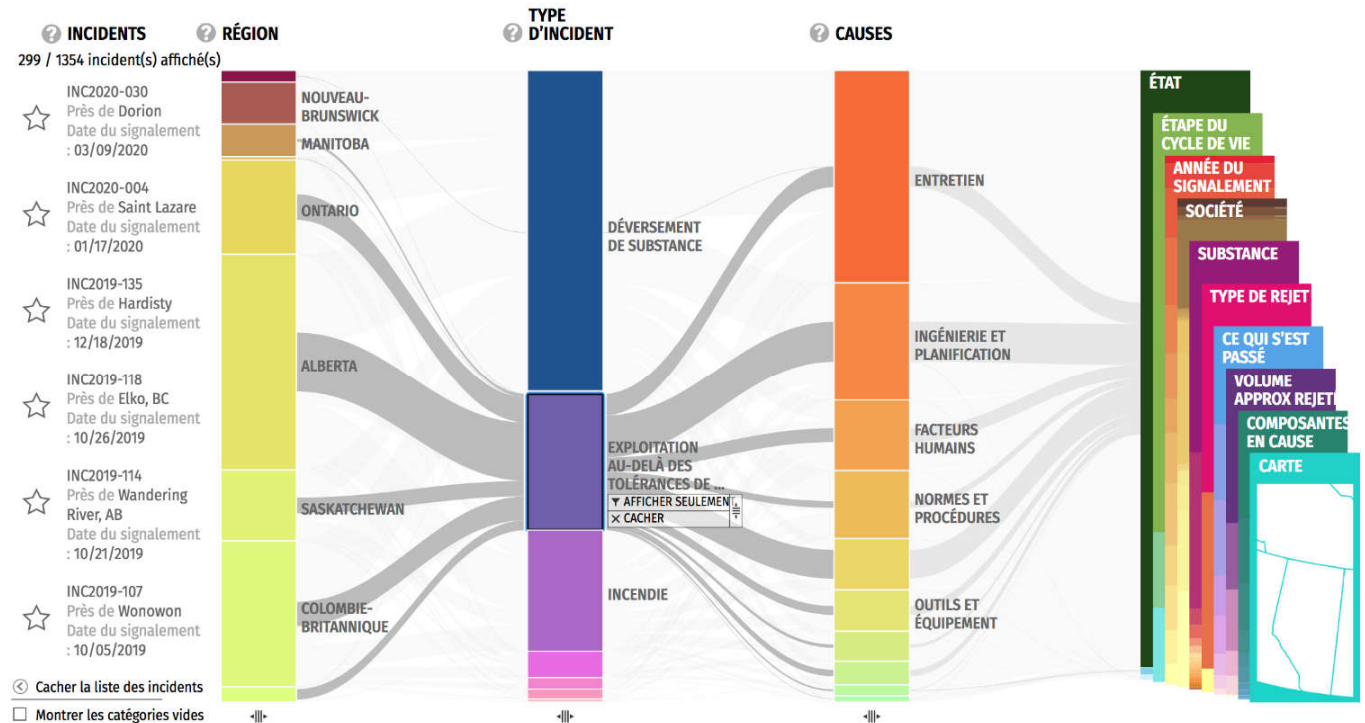 INCIDENTS
RÉGION
TYPE
D'INCIDENT
CAUSES
299 / 1354 incident(s) affiché(s)
INC2020-030
Près de Dorion
Date du signalement
: 03/09/2020
INC2020-004
Près de Saint Lazare
Date du signalement
: 01/17/2020
INC2019-135
Près de Hardisty
Date du signalement
: 12/18/2019
INC2019-118
Près de Elko, BC
Date du signalement
: 10/26/2019
INC2019-114
Près de Wandering
River, AB
Date du signalement
: 10/21/2019
INC2019-107
Près de Wonowon
Date du signalement
: 10/05/2019
Cacher la liste des incidents
Montrer les catégories vides
NOUVEAU-
BRUNSWICK
MANITOBA
ONTARIO
ALBERTA
SASKATCHEWAN
COLOMBIE-
BRITANNIQUE
DÉVERSEMENT
DE SUBSTANCE
EXPLOITATION
AU-DELÀ DES
TOLÉRANCES DE ...
AFFICHER SEULEMEN
CACHER
INCENDIE
ENTRETIEN
INGÉNIERIE ET
PLANIFICATION
FACTEURS
HUMAINS
NORMES ET
PROCÉDURES
OUTILS ET
ÉQUIPEMENT
ÉTAT
ÉTAPE DU
CYCLE DE VIE
ANNÉE DU
SIGNALEMENT
SOCIÉTÉ
SUBSTANCE
TYPE DE REJET
CE QUI S'EST
PASSÉ
VOLUME
APPROX REJETÉ
COMPOSANTES
EN CAUSE
CARTE